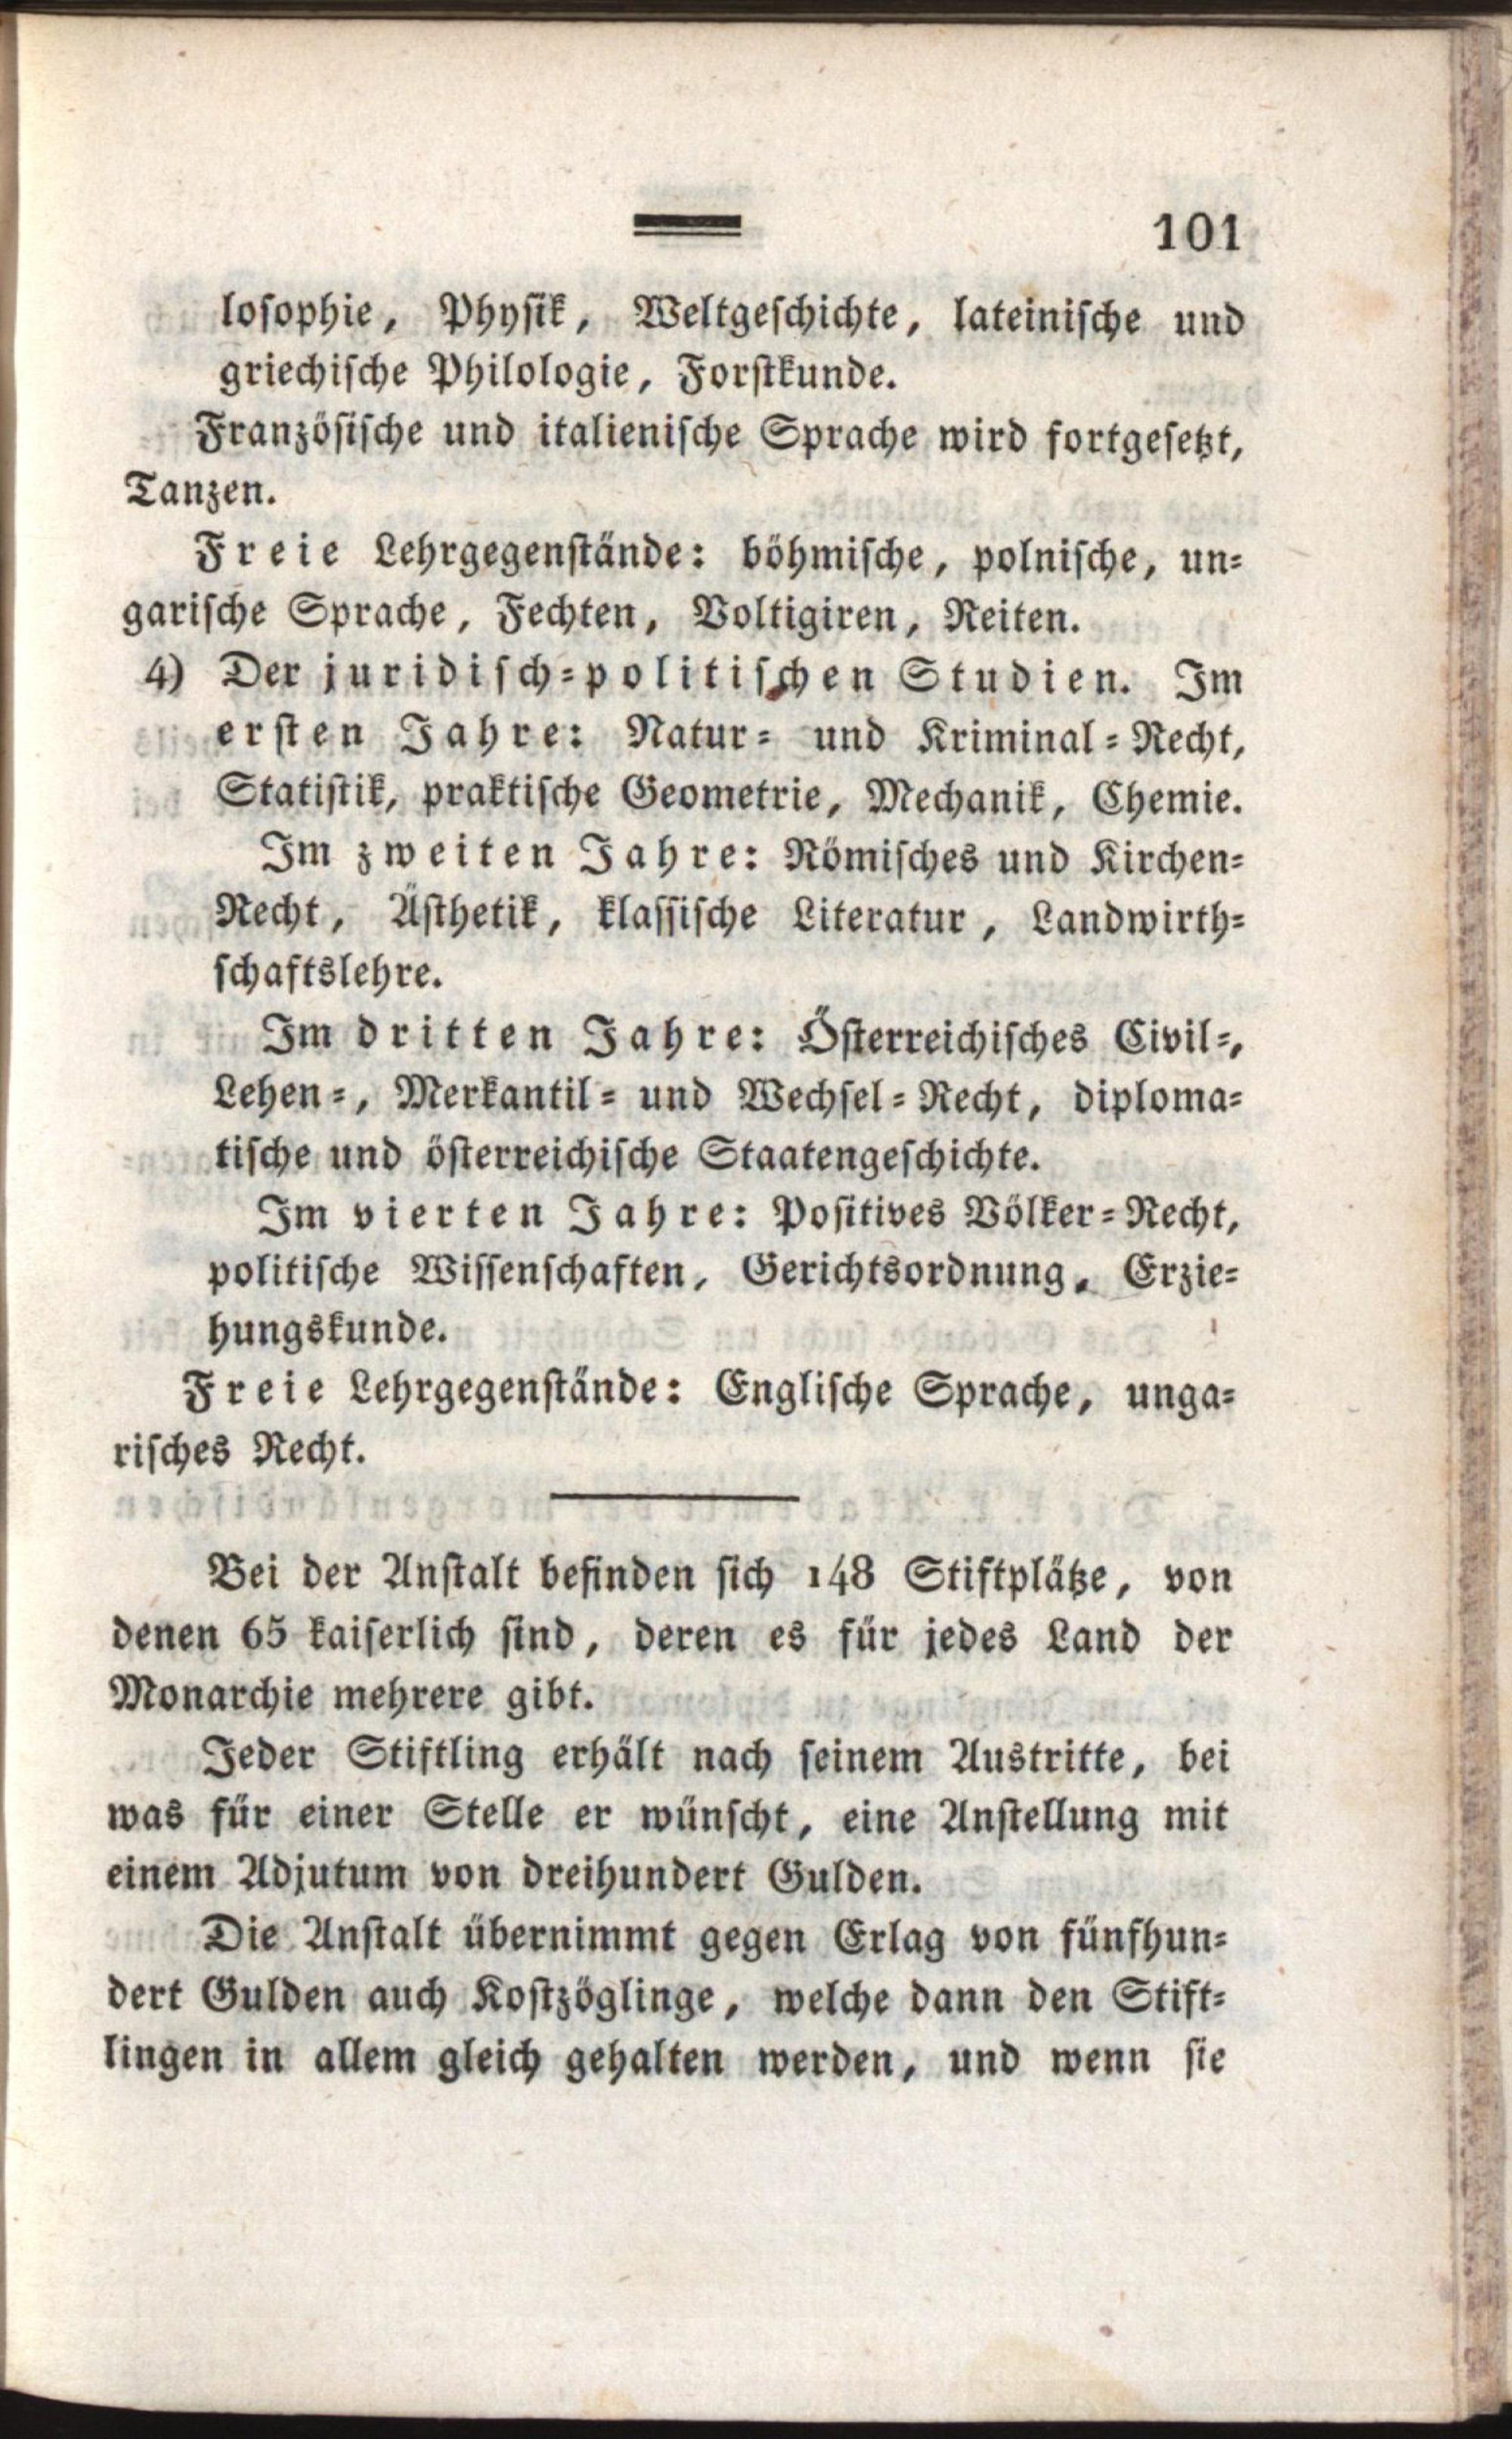 101
losophie, Physik, Weltgeschichte, lateinische und
griechische Philologie, Forstkunde.
Französische und italienische Sprache wird fortgesetzt,
Tanzen.
Freie Lehrgegenstände: böhmische, polnische, un-
garische Sprache, Fechten, Voltigiren, Reiten.
4) Der juridisch-politischen Studien. Im
ersten Jahre: Natur- und Kriminal-Recht,
Statistik, praktische Geometrie, Mechanik, Chemie.
Im zweiten Jahre: Römisches und Kirchen-
Recht, Ästhetik, klassische Literatur, Landwirth-
schaftslehre.
Im dritten Jahre: Österreichisches Civil-,
Lehen-, Merkantil- und Wechsel-Recht, diploma-
tische und österreichische Staatengeschichte.
Im vierten Jahre: Positives Völker-Recht,
politische Wissenschaften, Gerichtsordnung, Erzie-
hungskunde.
Freie Lehrgegenstände: Englische Sprache, unga-
risches Recht.
Bei der Anstalt befinden sich 148 Stiftplätze, von
denen 65 kaiserlich sind, deren es für jedes Land der
Monarchie mehrere gibt.
Jeder Stiftling erhält nach seinem Austritte, bei
was für einer Stelle er wünscht, eine Anstellung mit
einem Adjutum von dreihundert Gulden.
Die Anstalt übernimmt gegen Erlag von fünfhun-
dert Gulden auch Kostzöglinge, welche dann den Stift-
lingen in allem gleich gehalten werden, und wenn sie